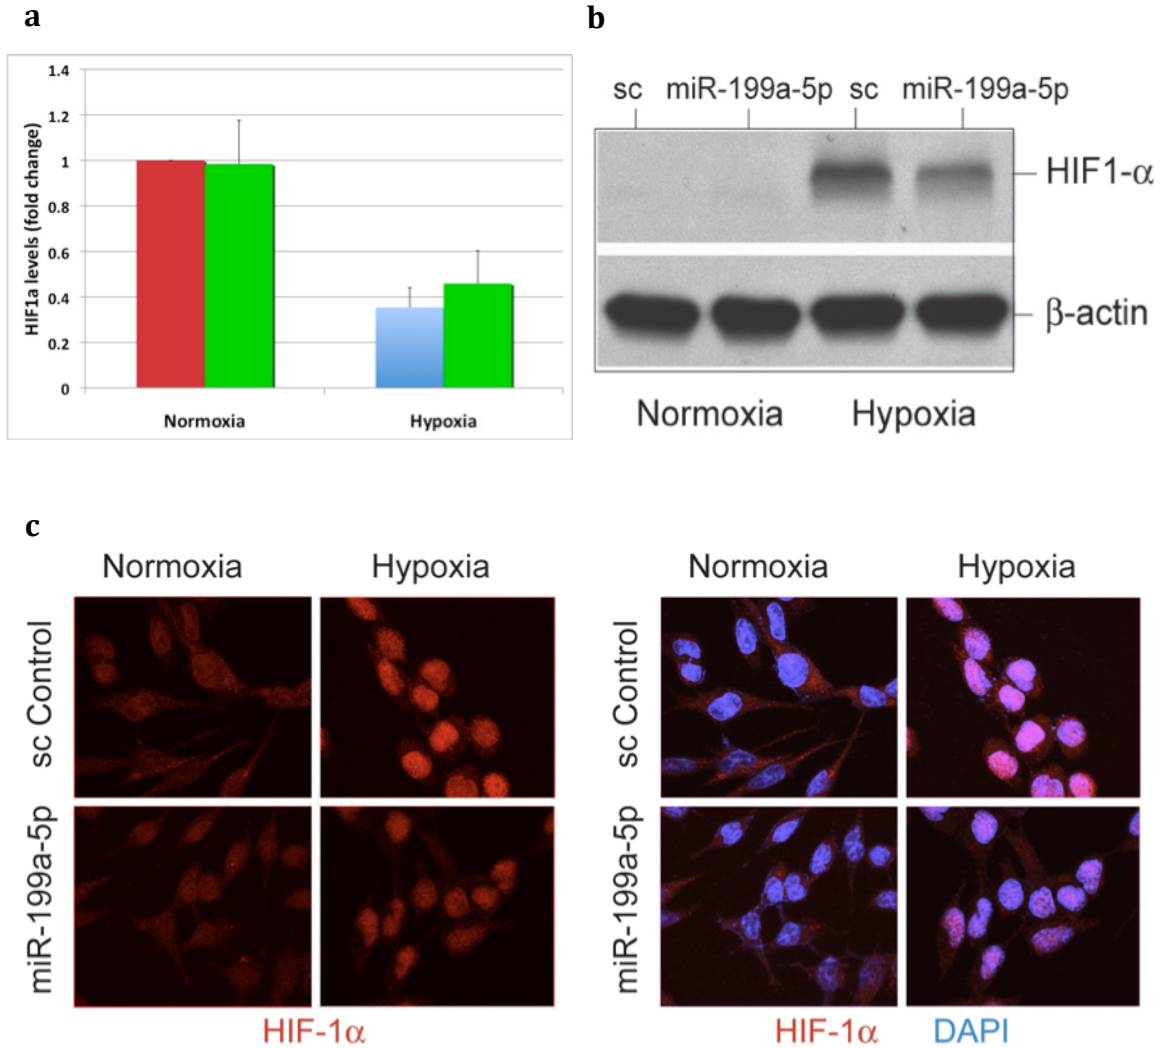 a
b
1.4
1.2
1
0.8
0.6
0.4
0.2
0
HIF1a levels (fold change)
Normoxia
Hypoxia
sc miR-199a-5p sc miR-199a-5p
HIF1-α
β-actin
Normoxia Hypoxia
c
Normoxia Hypoxia
sc Control
miR-199a-5p
HIF-1α
Normoxia Hypoxia
sc Control
miR-199a-5p
HIF-1α DAPI